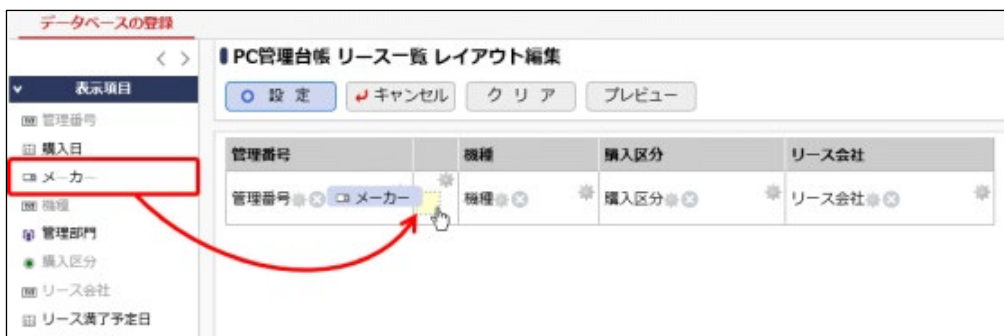 データベースの登録
PC管理台帳 リース一覧 レイアウト編集
設 定
キャンセル
ク リ ア
プレビュー
表示項目
管理番号
購入日
メーカー
機種
管理部門
購入区分
リース会社
リース満了予定日
管理番号 機種 購入区分 リース会社
管理番号 メーカー 機種 購入区分 リース会社